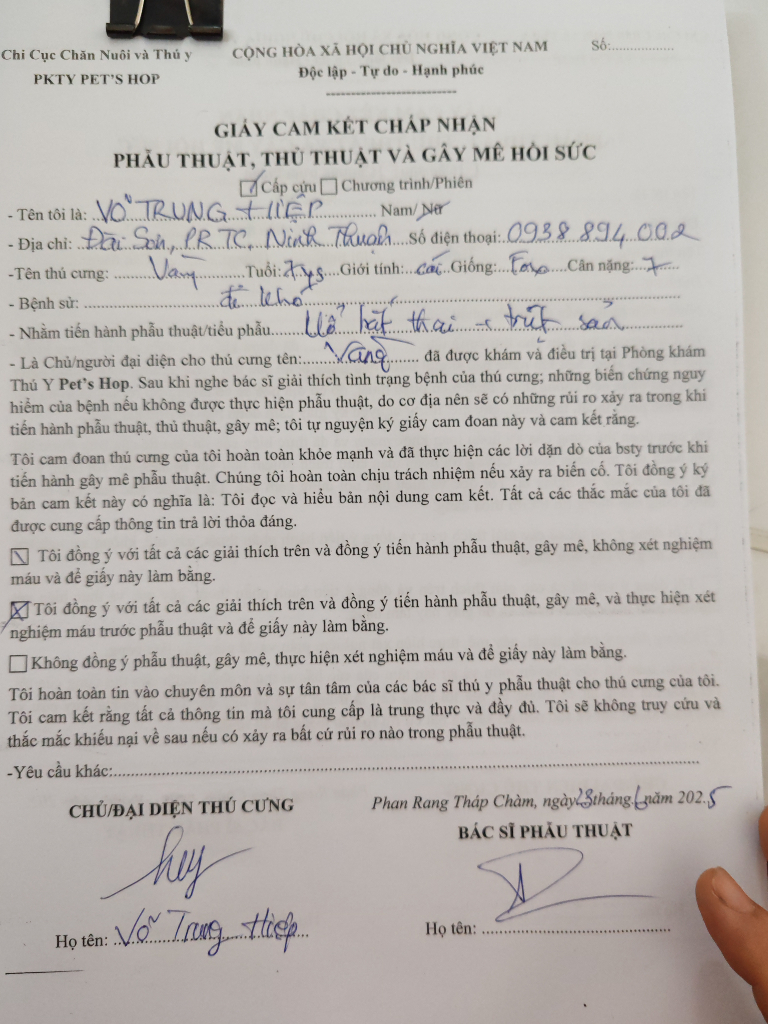 Chi Cục Chăn Nuôi và Thú y CỘNG HÒA XÃ HỘI CHỦ NGHĨA VIỆT NAM Số:.................
PKTY PET'S HOP Độc lập - Tự do - Hạnh phúc
GIẤY CAM KẾT CHẤP NHẬN
PHẪU THUẬT, THỦ THUẬT VÀ GÂY MÊ HỒI SỨC
Cấp cứu Chương trình/Phiên
- Tên tôi là: VÕ TRUNG HIỆP Nam/Nữ
- Địa chỉ: Đài Sơn, PR TC, Ninh Thuận Số điện thoại: 0938 894 002
-Tên thú cưng: Vàng Tuổi: Giới tính: cái Giống: Cân nặng: 7
- Bệnh sử: đẻ khó
- Nhằm tiến hành phẫu thuật/tiểu phẫu Mổ bắt thai triệt sản
- Là Chủ/người đại diện cho thú cưng tên: Vàng đã được khám và điều trị tại Phòng khám
Thú Y Pet's Hop. Sau khi nghe bác sĩ giải thích tình trạng bệnh của thú cưng; những biến chứng nguy
hiểm của bệnh nếu không được thực hiện phẫu thuật, do cơ địa nên sẽ có những rủi ro xảy ra trong khi
tiến hành phẫu thuật, thủ thuật, gây mê; tôi tự nguyện ký giấy cam đoan này và cam kết rằng.
Tôi cam đoan thú cưng của tôi hoàn toàn khỏe mạnh và đã thực hiện các lời dặn dò của bsty trước khi
tiến hành gây mê phẫu thuật. Chúng tôi hoàn toàn chịu trách nhiệm nếu xảy ra biến cố. Tôi đồng ý ký
bản cam kết này có nghĩa là: Tôi đọc và hiểu bản nội dung cam kết. Tất cả các thắc mắc của tôi đã
được cung cấp thông tin trả lời thỏa đáng.
Tôi đồng ý với tất cả các giải thích trên và đồng ý tiến hành phẫu thuật, gây mê, không xét nghiệm
máu và để giấy này làm bằng.
Tôi đồng ý với tất cả các giải thích trên và đồng ý tiến hành phẫu thuật, gây mê, và thực hiện xét
nghiệm máu trước phẫu thuật và để giấy này làm bằng.
Không đồng ý phẫu thuật, gây mê, thực hiện xét nghiệm máu và để giấy này làm bằng.
Tôi hoàn toàn tin vào chuyên môn và sự tận tâm của các bác sĩ thú y phẫu thuật cho thú cưng của tôi.
Tôi cam kết rằng tất cả thông tin mà tôi cung cấp là trung thực và đầy đủ. Tôi sẽ không truy cứu và
thắc mắc khiếu nại về sau nếu có xảy ra bất cứ rủi ro nào trong phẫu thuật.
-Yêu cầu khác:
Phan Rang Tháp Chàm, ngày 23 tháng 6 năm 2025
CHỦ/ĐẠI DIỆN THÚ CƯNG BÁC SĨ PHẪU THUẬT
Họ tên: Võ Trung Hiệp Họ tên: